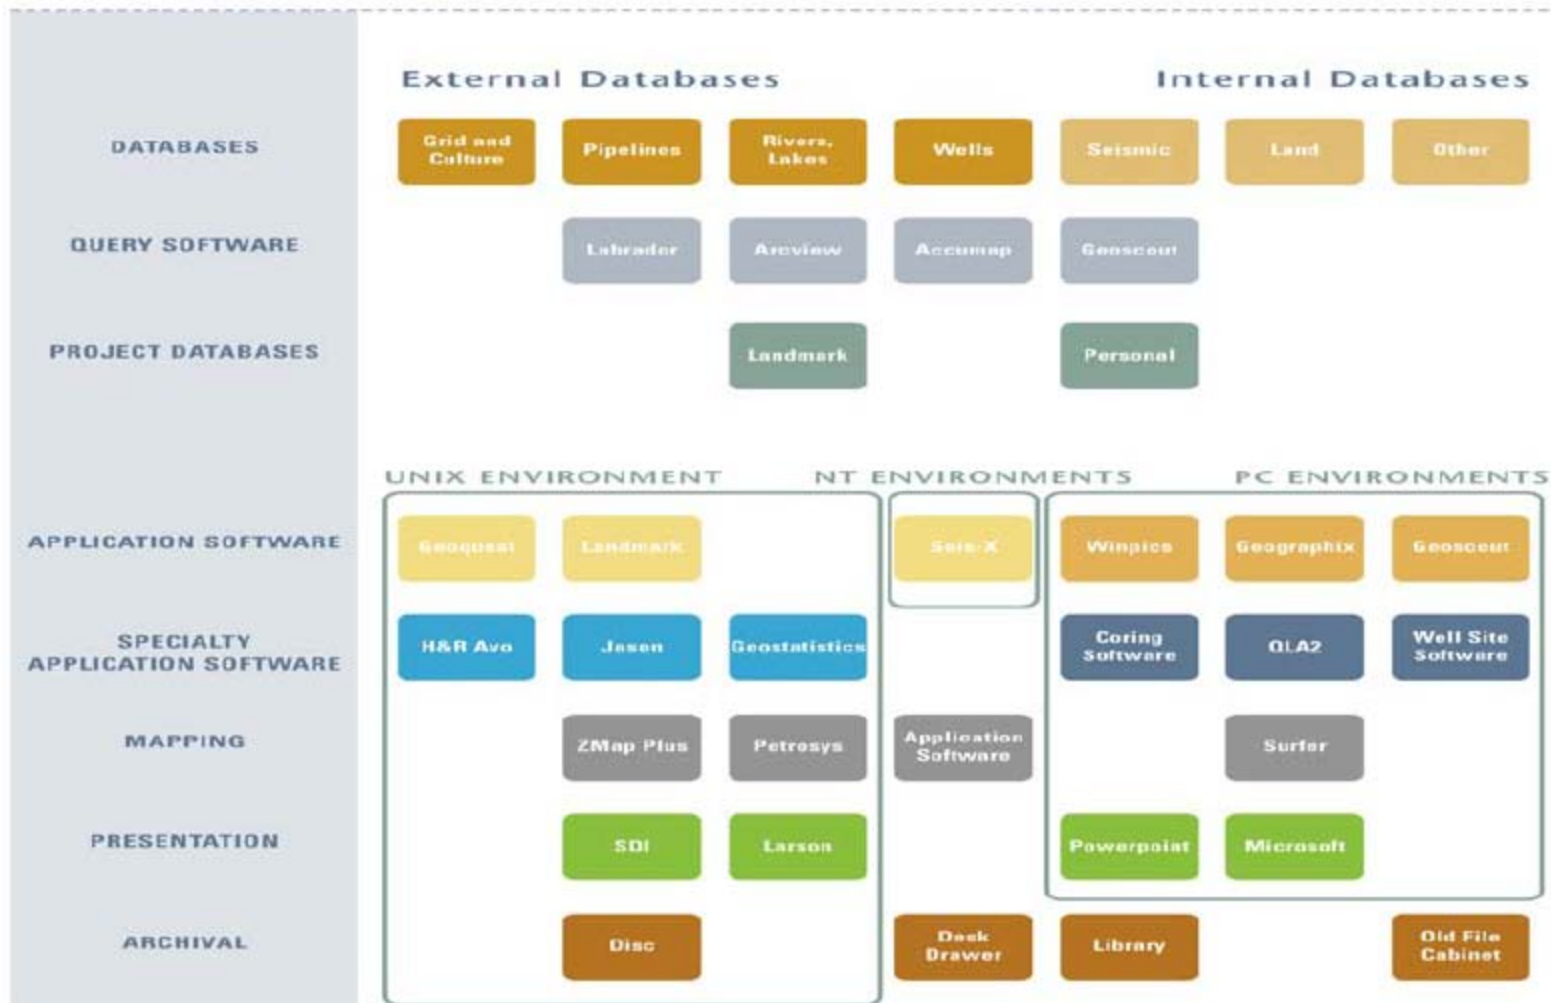 External Databases
Internal Databases
DATABASES
Grid and
Culture
Pipelines
Rivers,
Lakes
Wells
Seismic
Land
Other
QUERY SOFTWARE
Labrador
Arcview
Accumap
Geoscout
PROJECT DATABASES
Landmark
Personal
UNIX ENVIRONMENT
NT ENVIRONMENTS
PC ENVIRONMENTS
APPLICATION SOFTWARE
Geoquest
Landmark
Seis-X
Winpics
Geographix
Geoscout
SPECIALTY
APPLICATION SOFTWARE
H&R Avo
Jason
Geostatistics
Coring
Software
QLA2
Well Site
Software
MAPPING
ZMap Plus
Petrosys
Application
Software
Surfer
PRESENTATION
SDI
Larson
Powerpoint
Microsoft
ARCHIVAL
Disc
Desk
Drawer
Library
Old File
Cabinet